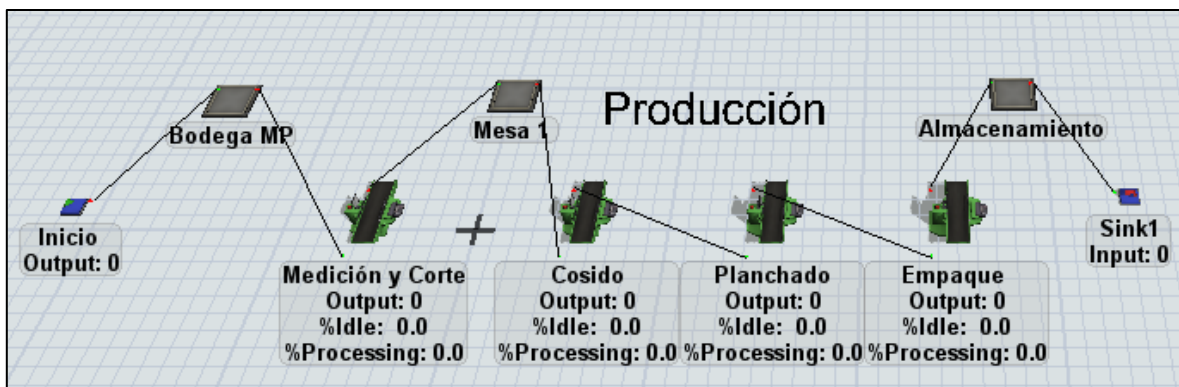 Producción
Bodega MP
Mesa 1
Almacenamiento
Inicio
Output: 0
Medición y Corte
Output: 0
%Idle: 0.0
%Processing: 0.0
Cosido
Output: 0
%Idle: 0.0
%Processing: 0.0
Planchado
Output: 0
%Idle: 0.0
%Processing: 0.0
Empaque
Output: 0
%Idle: 0.0
%Processing: 0.0
Sink1
Input: 0